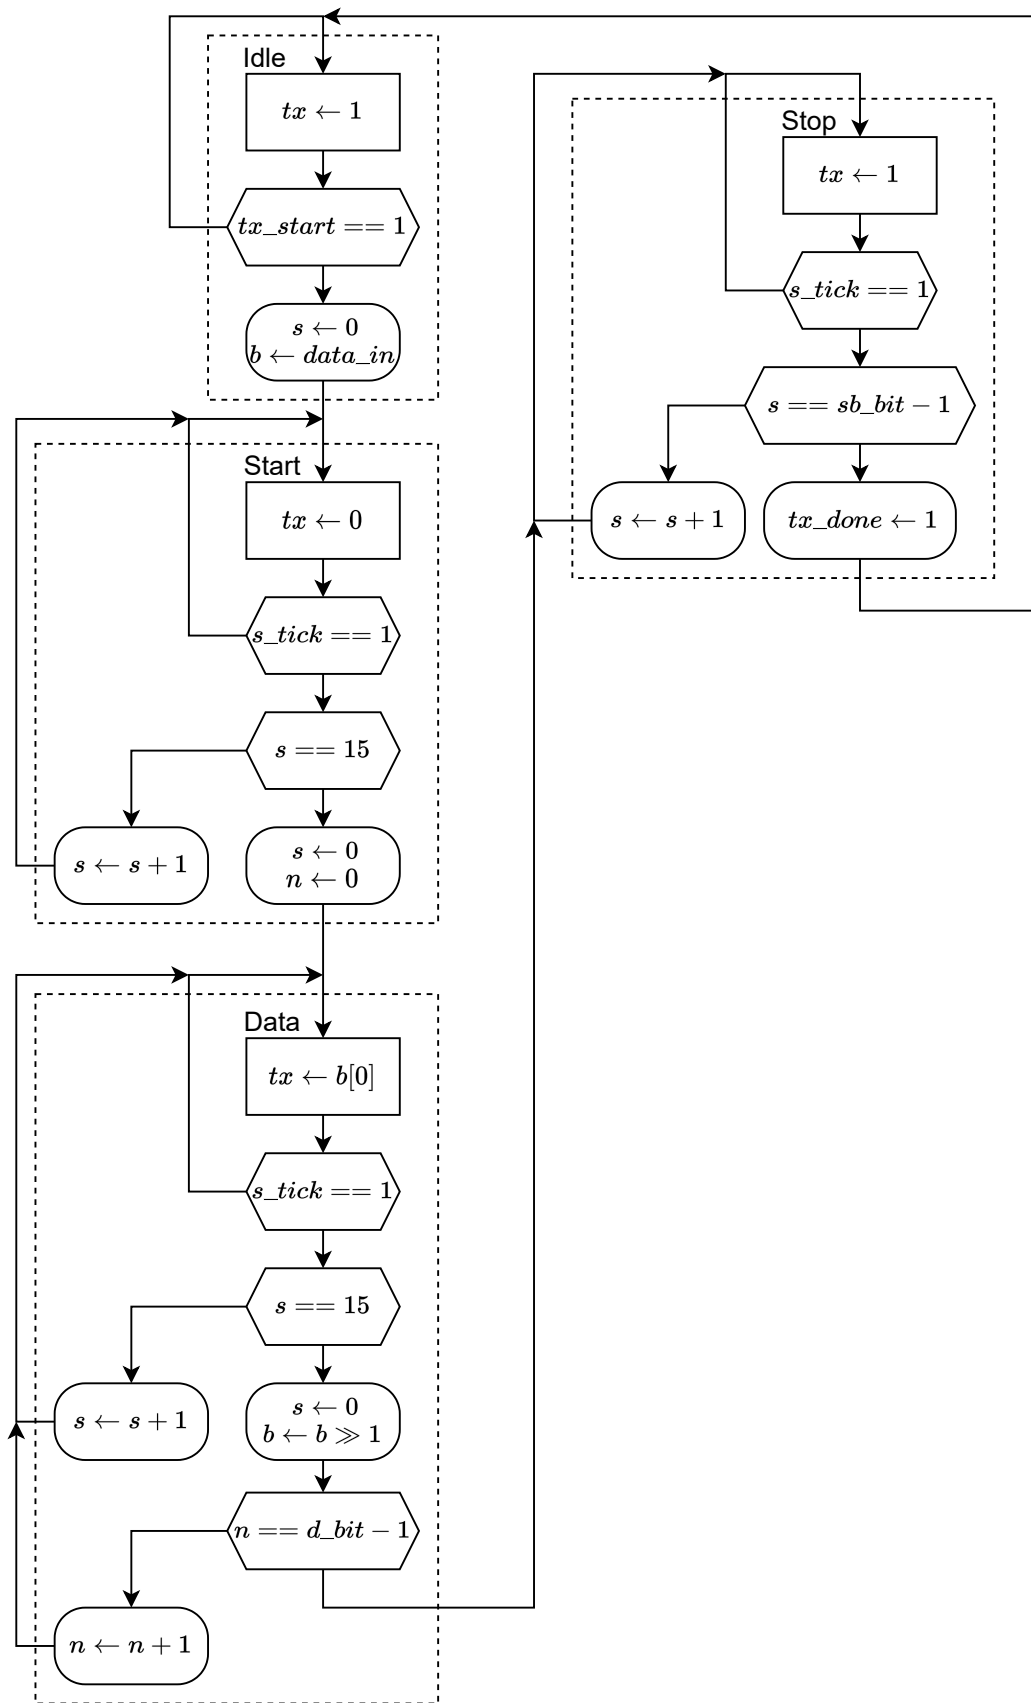 Idle
tx ← 1
tx_start == 1
s ← 0
b ← data_in
Start
tx ← 0
s_tick == 1
s == 15
s ← s + 1
s ← 0
n ← 0
Data
tx ← b[0]
s_tick == 1
s == 15
s ← s + 1
s ← 0
b ← b ≫ 1
n == d_bit − 1
n ← n + 1
Stop
tx ← 1
s_tick == 1
s == sb_bit − 1
s ← s + 1
tx_done ← 1